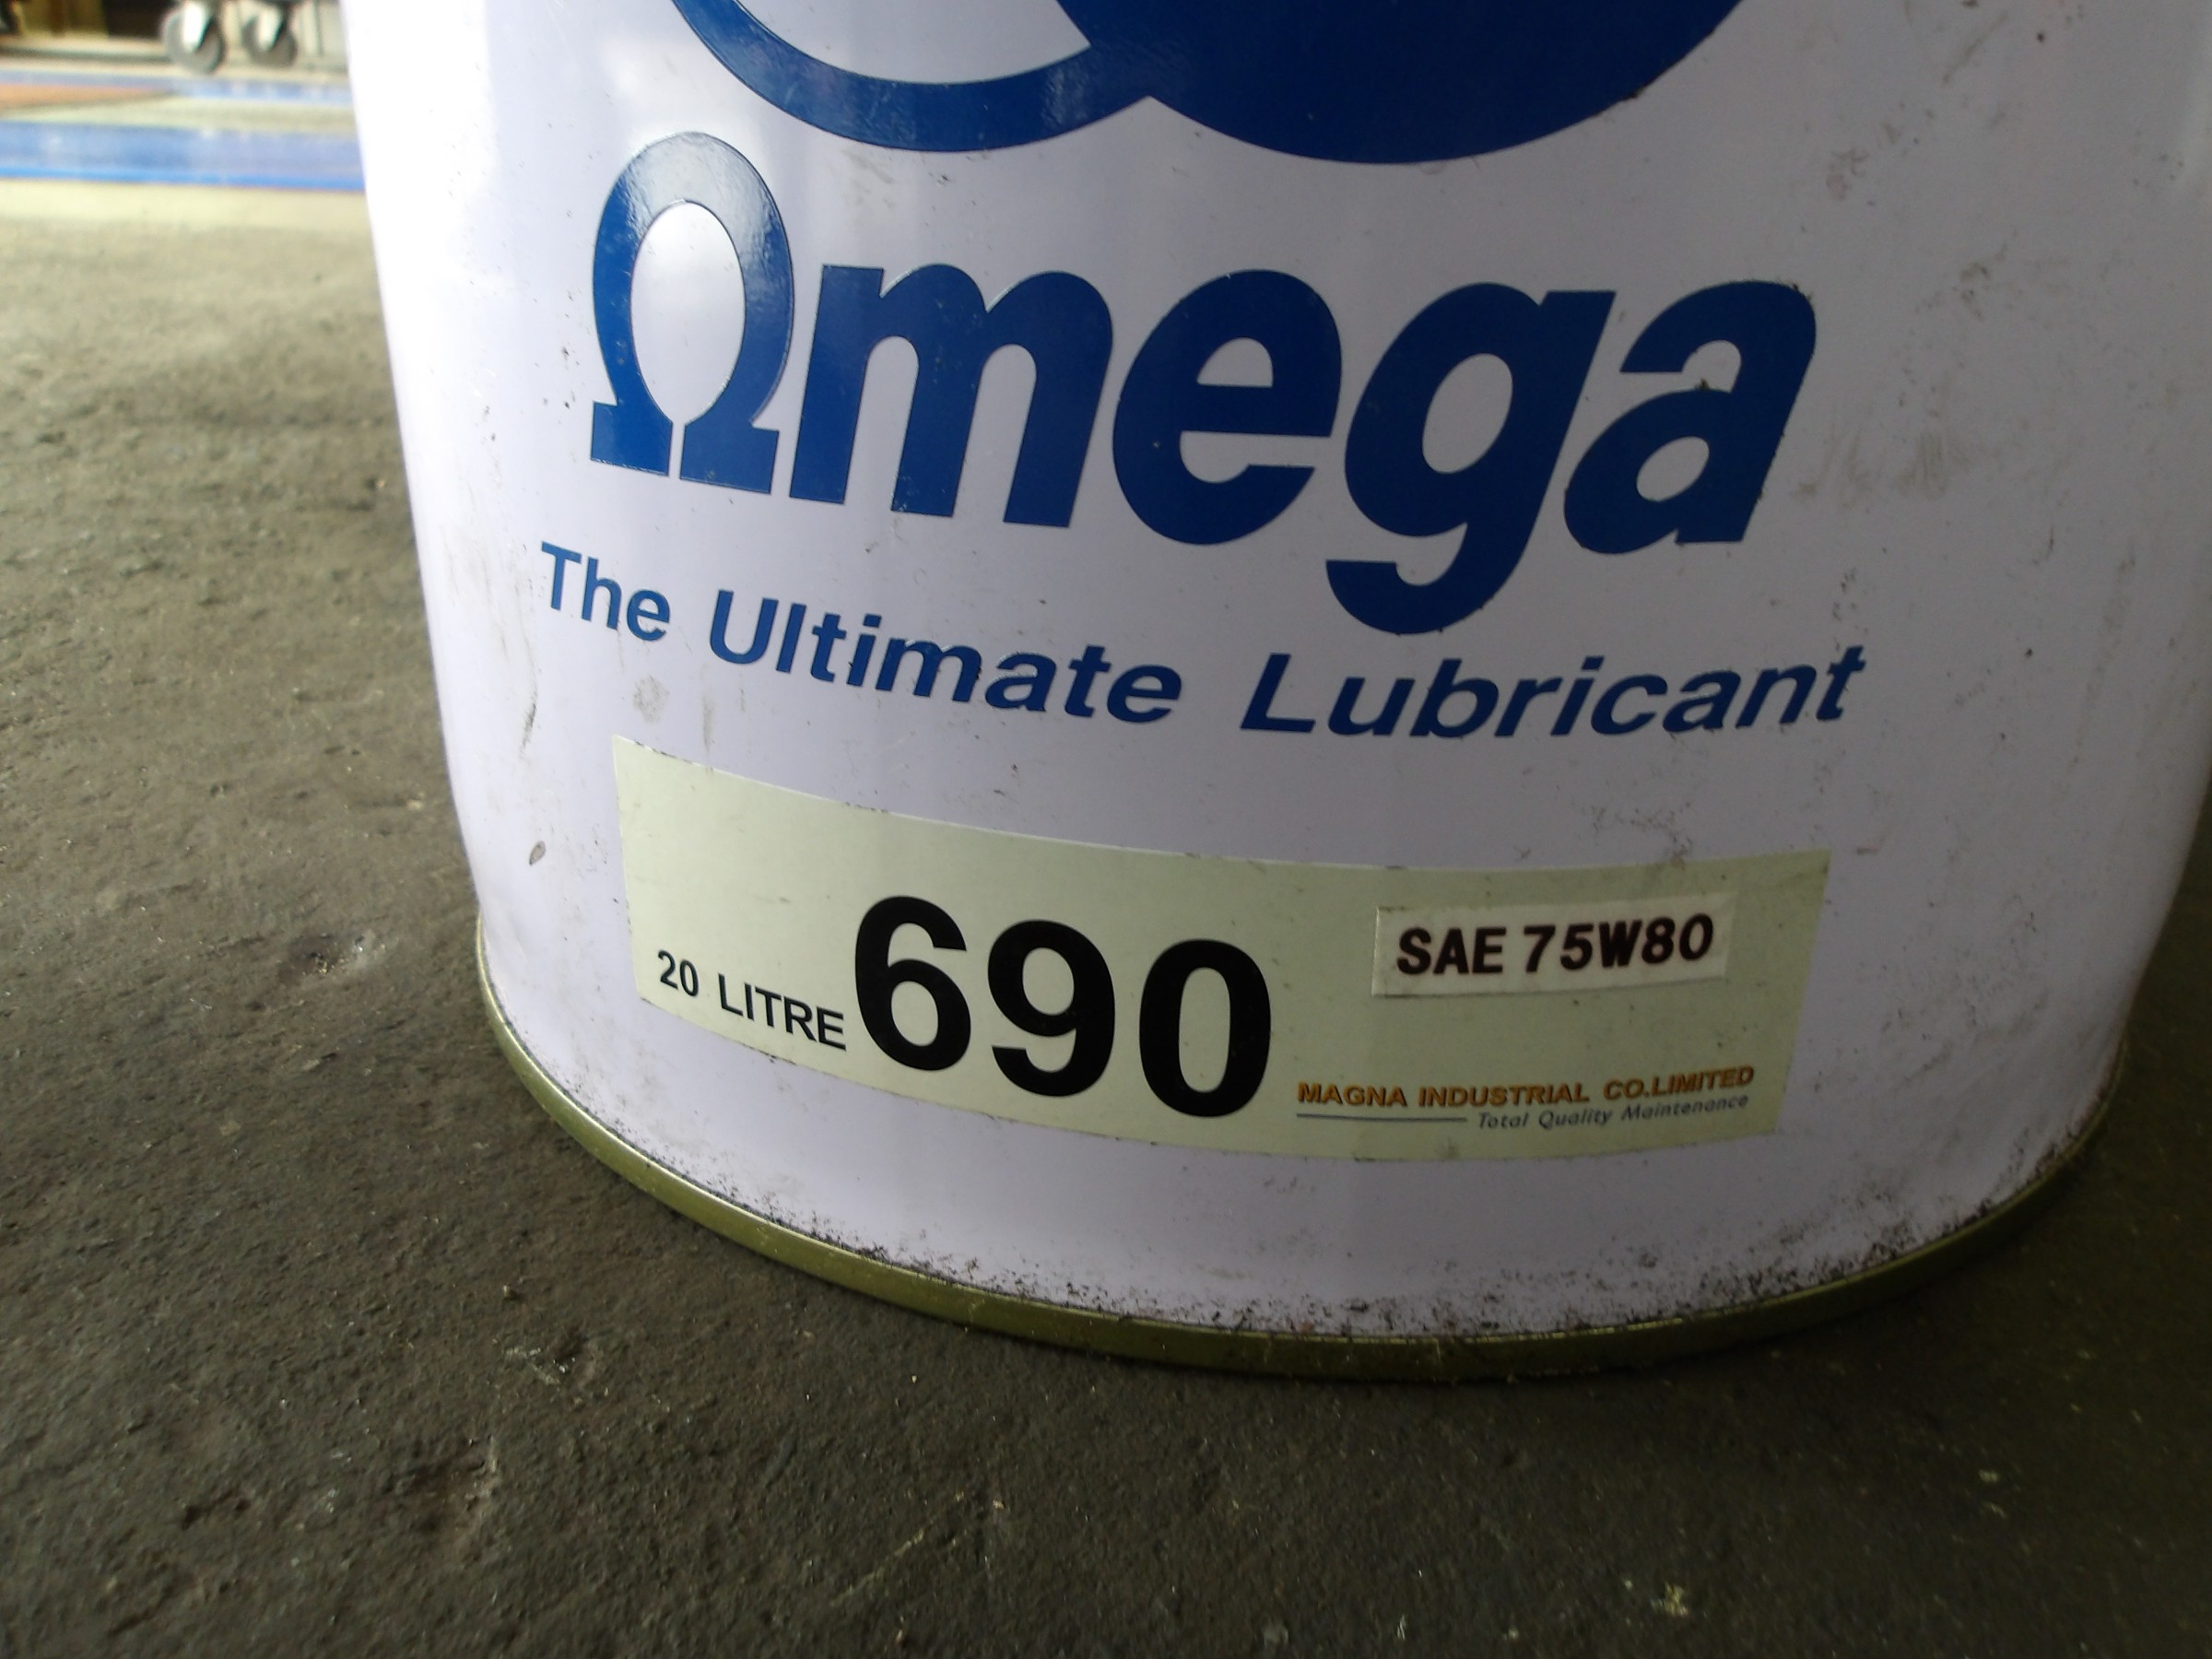 Ωmega
The Ultimate Lubricant
20 LITRE 690 SAE 75W80
MAGNA INDUSTRIAL CO.LIMITED
Total Quality Maintenance